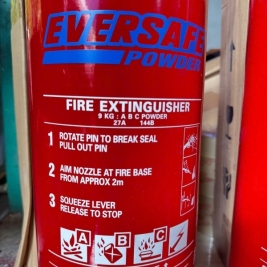 EVERSAFE
POWDER
FIRE EXTINGUISHER
9 KG : A B C POWDER
27A 144B
1 ROTATE PIN TO BREAK SEAL
PULL OUT PIN
2 AIM NOZZLE AT FIRE BASE
FROM APPROX 2m
3 SQUEEZE LEVER
RELEASE TO STOP
A B C